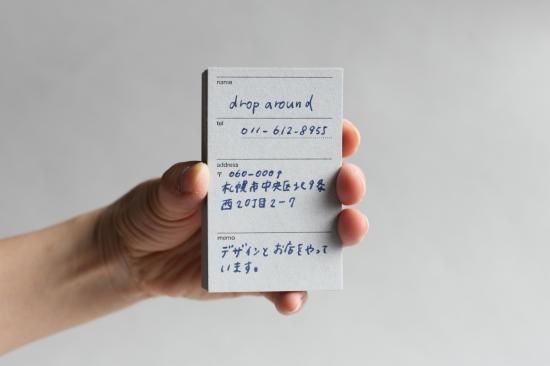 name
drop around
tel
011-612-8955
address
〒 060-0009
札幌市中央区北9条
西20丁目2-7
memo
デザインとお店をやって
います。